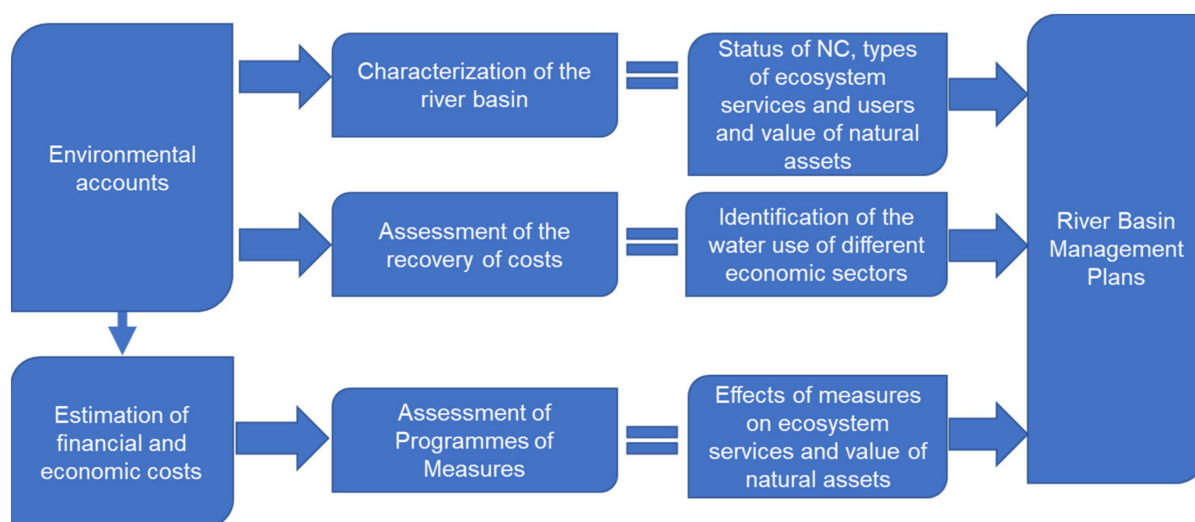 Environmental
accounts
Characterization of the
river basin
Status of NC, types
of ecosystem
services and users
and value of natural
assets
Assessment of the
recovery of costs
Identification of the
water use of different
economic sectors
River Basin
Management
Plans
Estimation of
financial and
economic costs
Assessment of
Programmes of
Measures
Effects of measures
on ecosystem
services and value of
natural assets